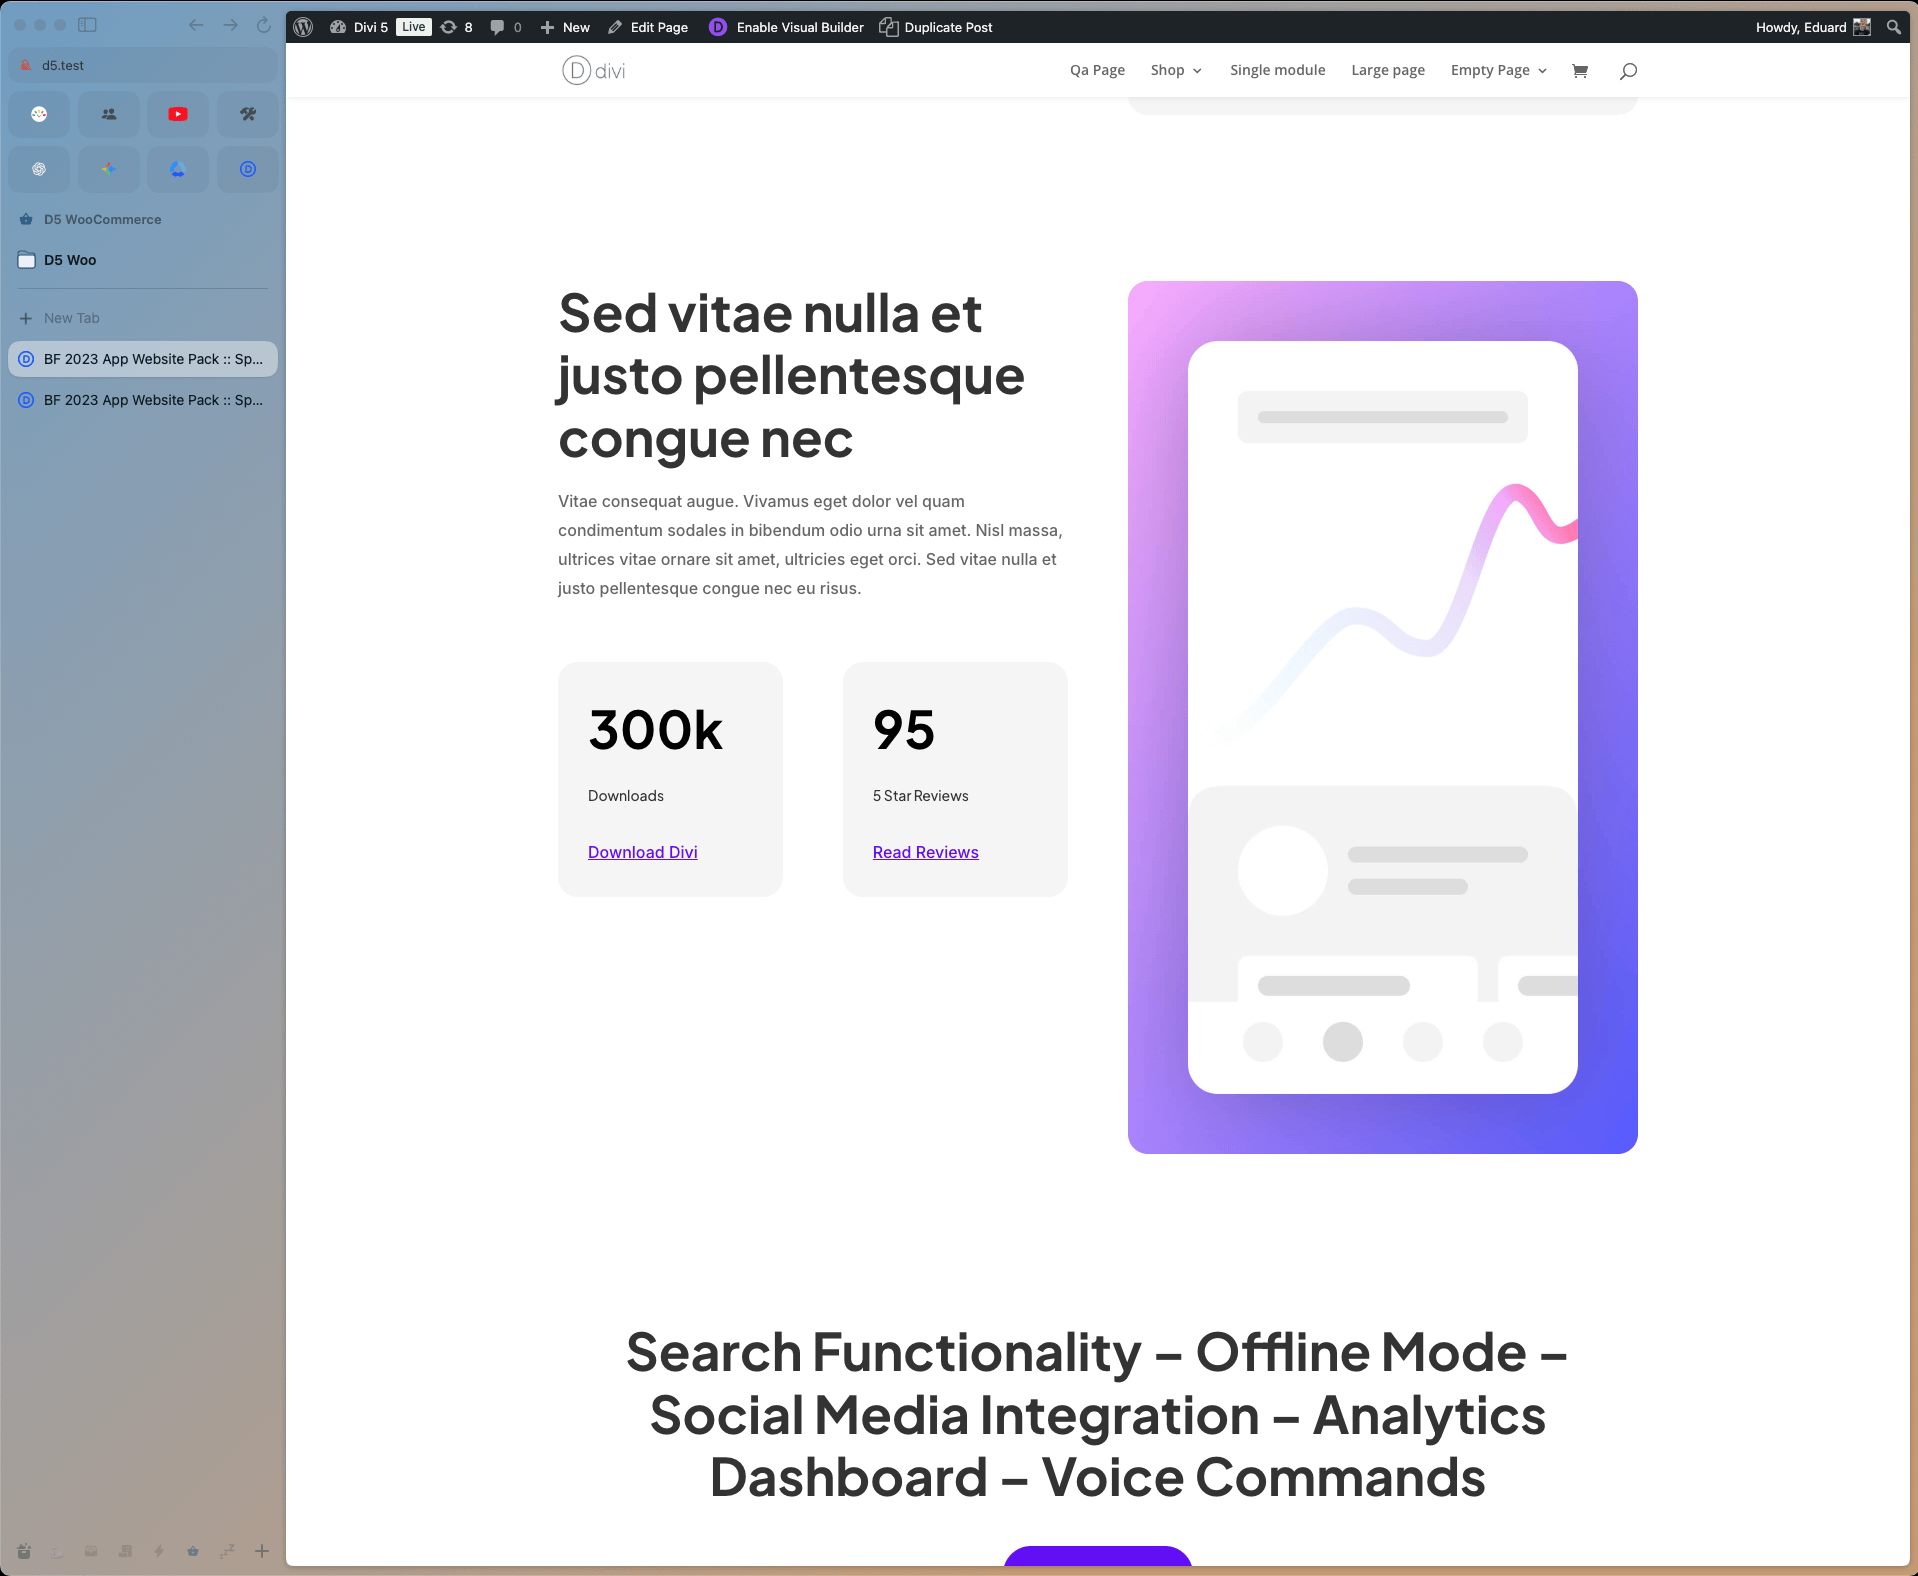 Divi 5 Live 8 0 New Edit Page Enable Visual Builder Duplicate Post Howdy, Eduard
d5.test
divi Qa Page Shop Single module Large page Empty Page
D5 WooCommerce
D5 Woo
New Tab
BF 2023 App Website Pack :: Sp...
BF 2023 App Website Pack :: Sp...
Sed vitae nulla et
justo pellentesque
congue nec
Vitae consequat augue. Vivamus eget dolor vel quam
condimentum sodales in bibendum odio urna sit amet. Nisl massa,
ultrices vitae ornare sit amet, ultricies eget orci. Sed vitae nulla et
justo pellentesque congue nec eu risus.
300k
Downloads
Download Divi
95
5 Star Reviews
Read Reviews
Search Functionality – Offline Mode –
Social Media Integration – Analytics
Dashboard – Voice Commands